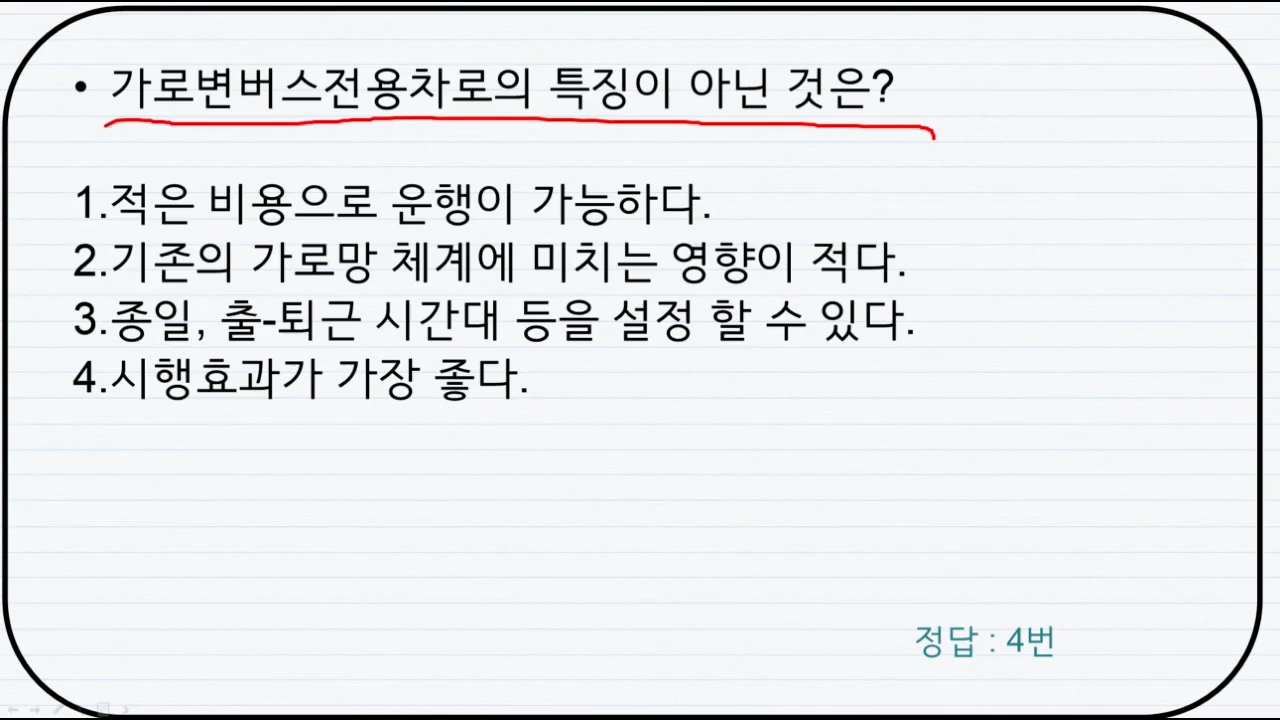 • 가로변버스전용차로의 특징이 아닌 것은?
1.적은 비용으로 운행이 가능하다.
2.기존의 가로망 체계에 미치는 영향이 적다.
3.종일, 출-퇴근 시간대 등을 설정 할 수 있다.
4.시행효과가 가장 좋다.
정답 : 4번